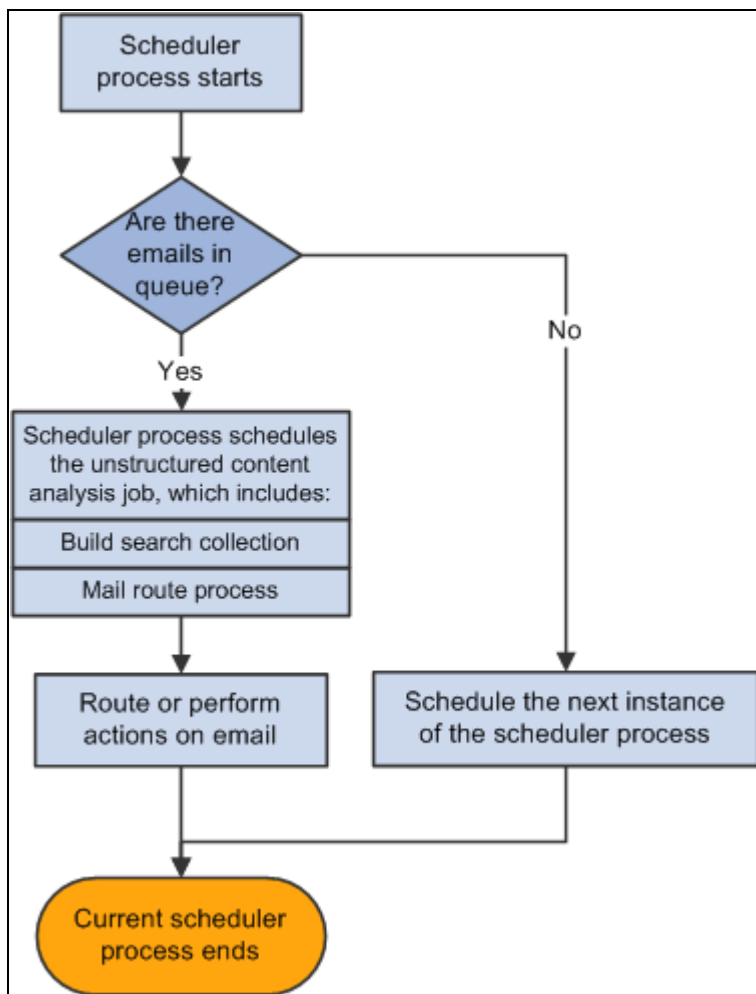 Scheduler
process starts
Are there
emails in
queue?
No
Yes
Scheduler process schedules
the unstructured content
analysis job, which includes:
Build search collection
Mail route process
Route or perform
actions on email
Schedule the next instance
of the scheduler process
Current scheduler
process ends